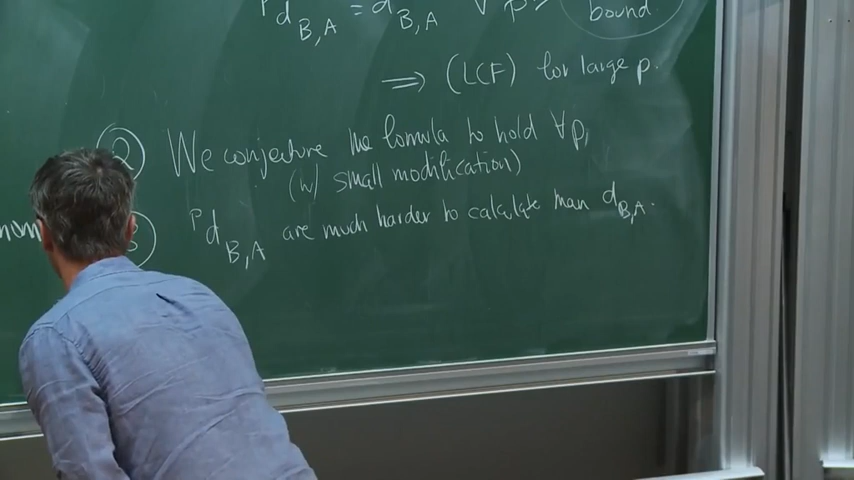 ᵖd_{B,A} = d_{B,A} ∀ p ≥ bound
⟹ (LCF) for large p.
② We conjecture the formula to hold ∀p,
(w/ small modification)
ᵖd_{B,A} are much harder to calculate than d_{B,A}.